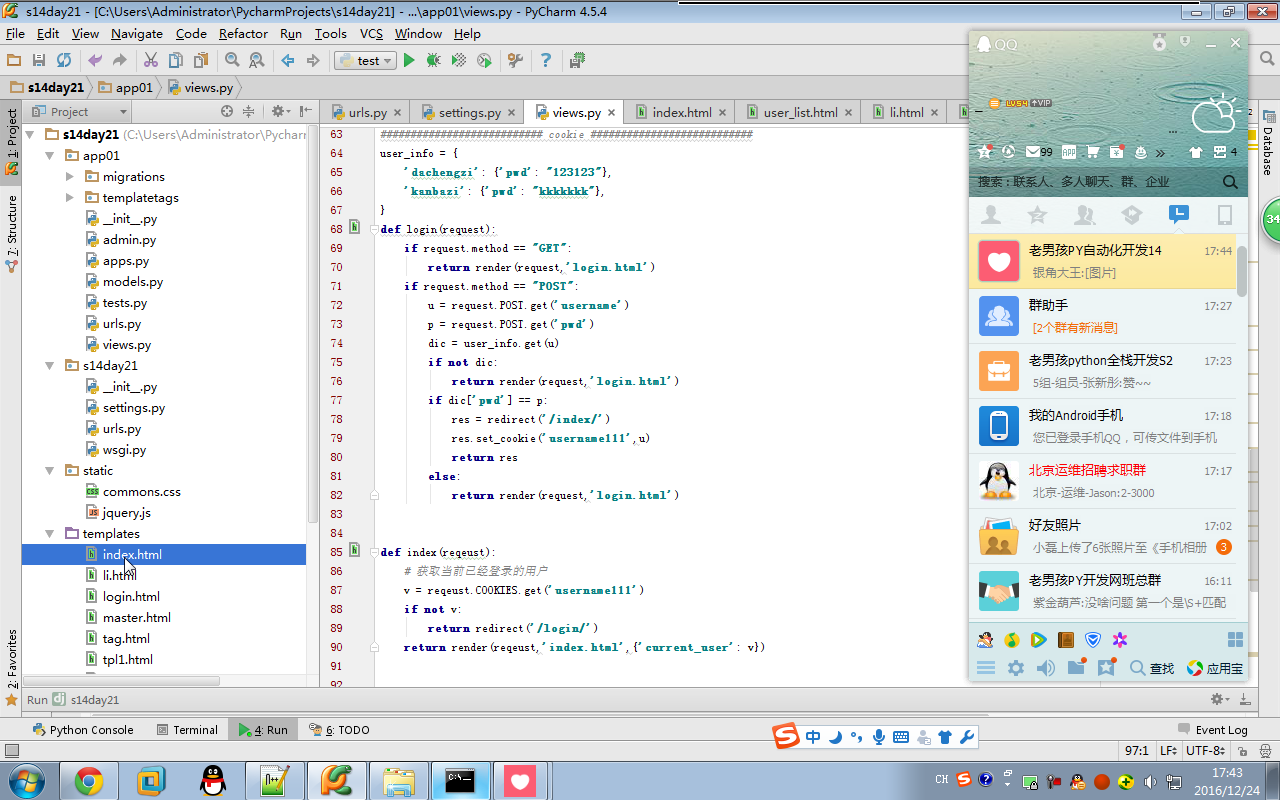 s14day21 - [C:\Users\Administrator\PycharmProjects\s14day21] - ...\app01\views.py - PyCharm 4.5.4
File Edit View Navigate Code Refactor Run Tools VCS Window Help
test
s14day21 app01 views.py
Project
urls.py settings.py views.py index.html user_list.html li.html
1: Project
7: Structure
2: Favorites
s14day21 (C:\Users\Administrator\Pycharm
app01
migrations
templatetags
__init__.py
admin.py
apps.py
models.py
tests.py
urls.py
views.py
s14day21
__init__.py
settings.py
urls.py
wsgi.py
static
commons.css
jquery.js
templates
index.html
li.html
login.html
master.html
tag.html
tpl1.html
63 ########################### cookie ###########################
64 user_info = {
65 'dachengzi': {'pwd': "123123"},
66 'kanbazi': {'pwd': "kkkkkkk"},
67 }
68 def login(request):
69 if request.method == "GET":
70 return render(request,'login.html')
71 if request.method == "POST":
72 u = request.POST.get('username')
73 p = request.POST.get('pwd')
74 dic = user_info.get(u)
75 if not dic:
76 return render(request,'login.html')
77 if dic['pwd'] == p:
78 res = redirect('/index/')
79 res.set_cookie('username111',u)
80 return res
81 else:
82 return render(request,'login.html')
83
84
85 def index(reqeust):
86 # 获取当前已经登录的用户
87 v = reqeust.COOKIES.get('username111')
88 if not v:
89 return redirect('/login/')
90 return render(reqeust,'index.html',{'current_user': v})
91
92
QQ
LV54 VIP
99 APP 4
搜索：联系人、多人聊天、群、企业
老男孩PY自动化开发14 17:44
银角大王:[图片]
群助手 17:27
[2个群有新消息]
老男孩python全栈开发S2 17:23
5组-组员-张新彤:赞~~
我的Android手机 17:18
您已登录手机QQ，可传文件到手机
北京运维招聘求职群 17:17
北京-运维-Jason:2-3000
好友照片 17:02
小磊上传了6张照片至《手机相册 3
老男孩PY开发网班总群 16:11
紫金葫芦:没啥问题 第一个是\S+匹配
查找 应用宝
Database
34
Run s14day21
Python Console Terminal 4: Run 6: TODO
中
Event Log
97:1 LF UTF-8
CH
17:43
2016/12/24